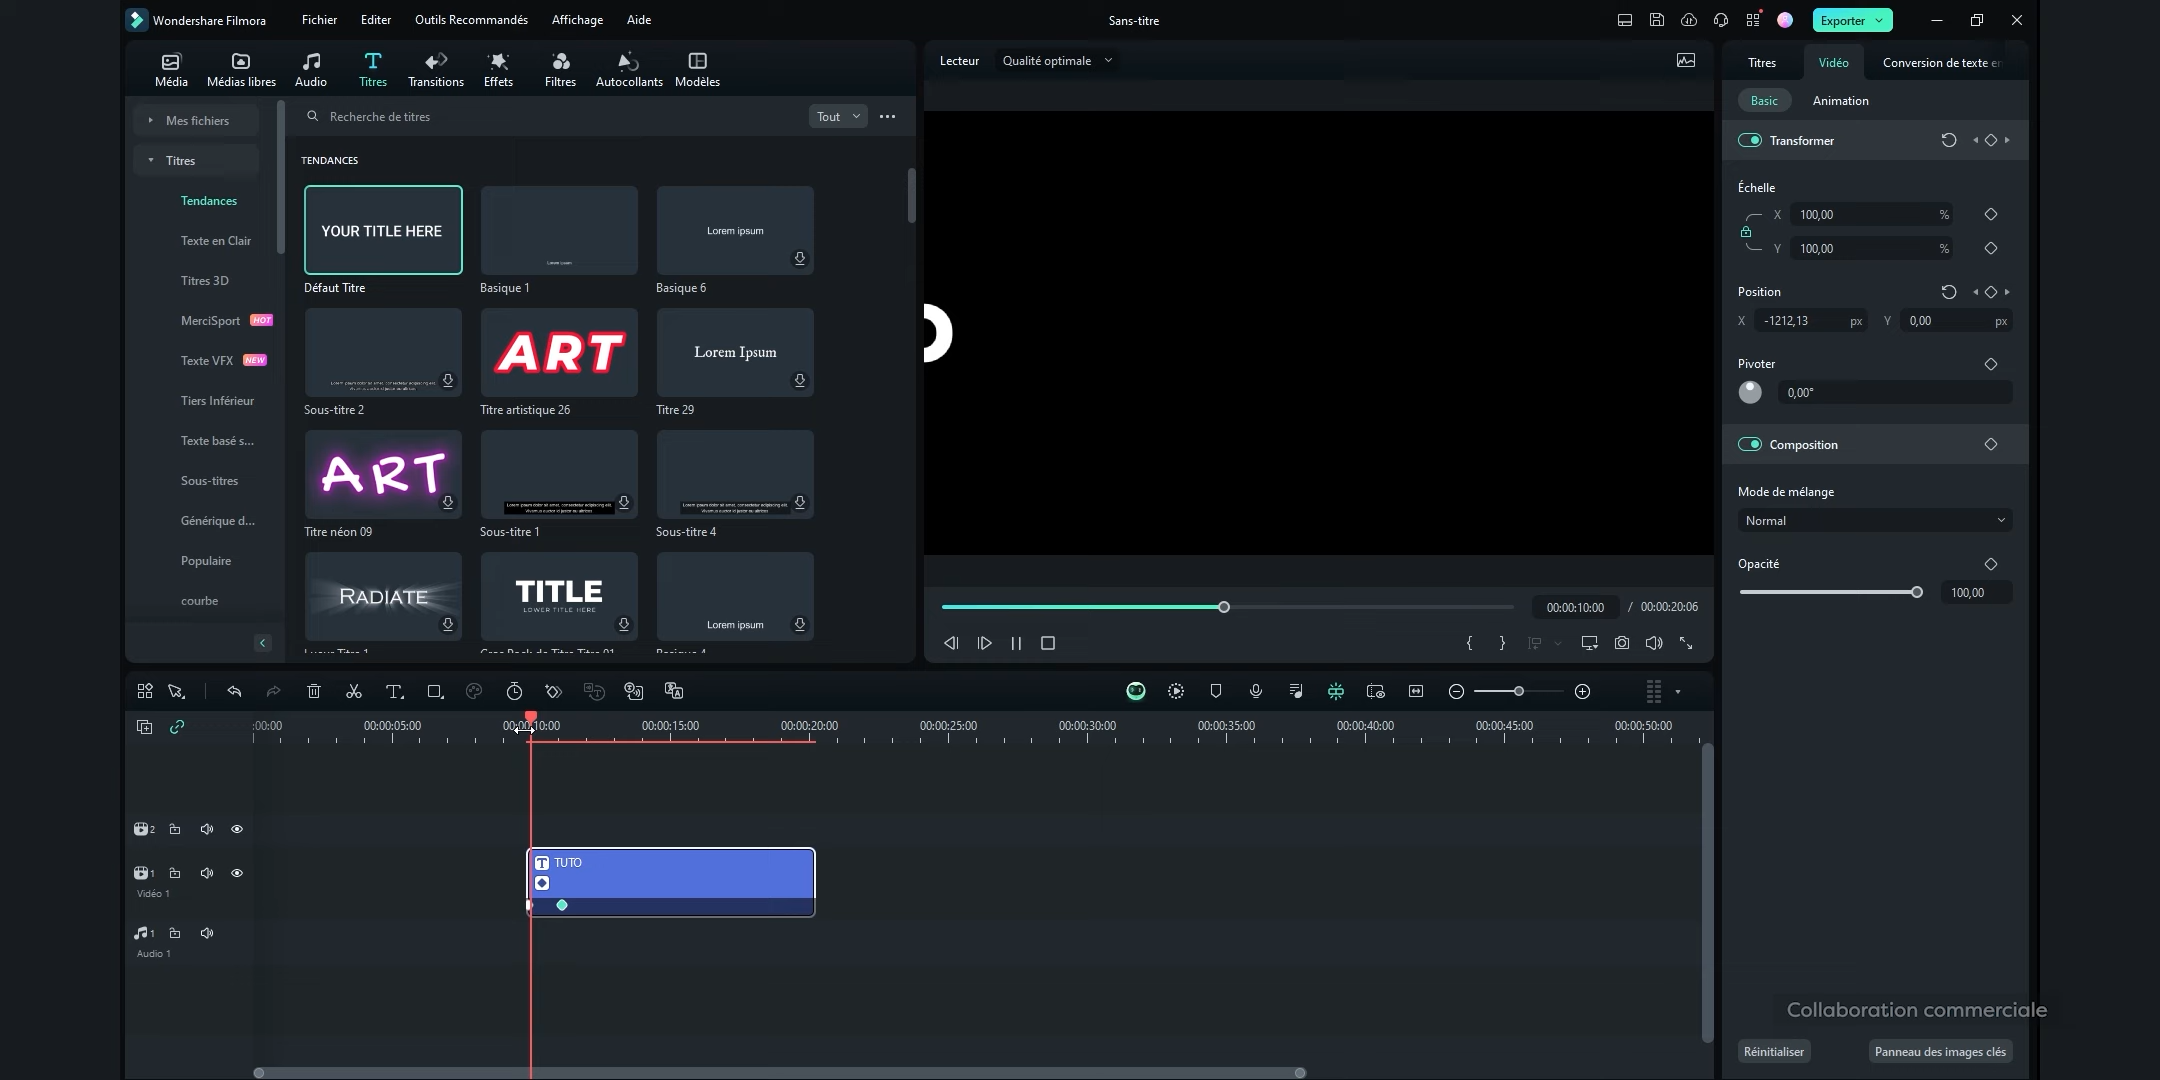 Wondershare Filmora
Fichier
Editer
Outils Recommandés
Affichage
Aide
Sans-titre
Exporter
Média
Médias libres
Audio
Titres
Transitions
Effets
Filtres
Autocollants
Modèles
Mes fichiers
Titres
Tendances
Texte en Clair
Titres 3D
MerciSport HOT
Texte VFX NEW
Tiers Inférieur
Texte basé s...
Sous-titres
Générique d...
Populaire
courbe
Recherche de titres
Tout
TENDANCES
YOUR TITLE HERE
Lorem ipsum
Lorem ipsum
Défaut Titre
Basique 1
Basique 6
ART
Lorem Ipsum
Sous-titre 2
Titre artistique 26
Titre 29
ART
Titre néon 09
Sous-titre 1
Sous-titre 4
RADIATE
TITLE
LOWER TITLE HERE
Lorem ipsum
Lecteur
Qualité optimale
O
00:00:10:00 / 00:00:20:06
Titres
Vidéo
Conversion de texte en
Basic
Animation
Transformer
Échelle
X 100,00 %
Y 100,00 %
Position
X -1212,13 px Y 0,00 px
Pivoter
0,00°
Composition
Mode de mélange
Normal
Opacité
100,00
:00:00
00:00:05:00
00:00:10:00
00:00:15:00
00:00:20:00
00:00:25:00
00:00:30:00
00:00:35:00
00:00:40:00
00:00:45:00
00:00:50:00
2
1
Vidéo 1
TUTO
1
Audio 1
Collaboration commerciale
Réinitialiser
Panneau des images clés